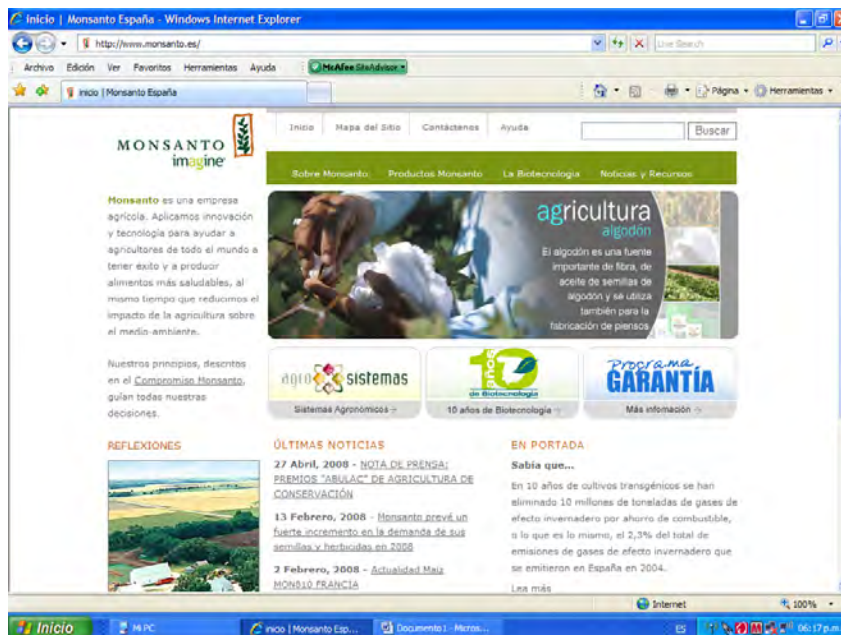 Inicio | Monsanto España - Windows Internet Explorer
http://www.monsanto.es/
Live Search
Archivo Edición Ver Favoritos Herramientas Ayuda
McAfee SiteAdvisor
Inicio | Monsanto España
Página Herramientas
MONSANTO
imagine
Inicio Mapa del Sitio Contáctenos Ayuda
Buscar
Sobre Monsanto Productos Monsanto La Biotecnología Noticias y Recursos
Monsanto es una empresa
agrícola. Aplicamos innovación
y tecnología para ayudar a
agricultores de todo el mundo a
tener éxito y a producir
alimentos más saludables, al
mismo tiempo que reducimos el
impacto de la agricultura sobre
el medio-ambiente.
Nuestros principios, descritos
en el Compromiso Monsanto,
guían todas nuestras
decisiones.
agricultura
algodón
El algodón es una fuente
importante de fibra, de
aceite de semillas de
algodón y se utiliza
también para la
fabricación de piensos
agro sistemas
Sistemas Agronómicos
10 años
de Biotecnología
10 años de Biotecnología
Programa
GARANTÍA
Más infomación
REFLEXIONES
ÚLTIMAS NOTICIAS
27 Abril, 2008 - NOTA DE PRENSA:
PREMIOS "ABULAC" DE AGRICULTURA DE
CONSERVACIÓN
13 Febrero, 2008 - Monsanto prevé un
fuerte incremento en la demanda de sus
semillas y herbicidas en 2008
2 Febrero, 2008 - Actualidad Maíz
MON810 FRANCIA
EN PORTADA
Sabía que...
En 10 años de cultivos transgénicos se han
eliminado 10 millones de toneladas de gases de
efecto invernadero por ahorro de combustible,
o lo que es lo mismo, el 2,3% del total de
emisiones de gases de efecto invernadero que
se emitieron en España en 2004.
Lea más
Internet 100%
Inicio MI PC Inicio | Monsanto Esp... Documento1 - Micros... ES 06:17 p.m.